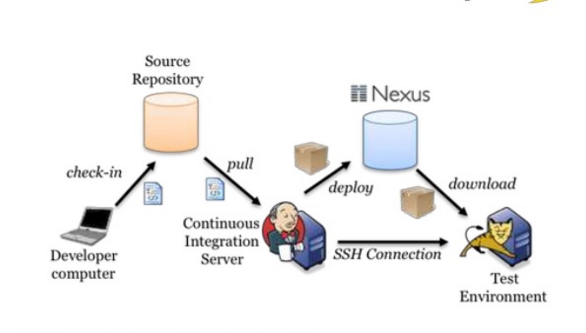 Source
Repository
Nexus
check-in
pull
deploy
download
Continuous
Integration
Server
SSH Connection
Developer
computer
Test
Environment